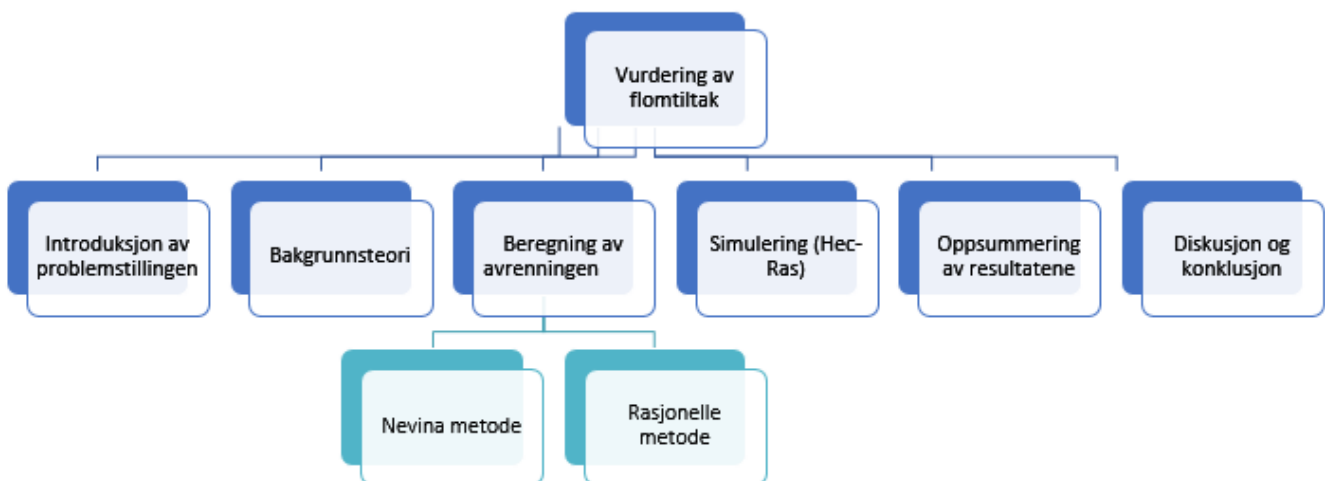 Vurdering av
flomtiltak
Introduksjon av
problemstillingen
Bakgrunnsteori
Beregning av
avrenningen
Simulering (Hec-
Ras)
Oppsummering
av resultatene
Diskusjon og
konklusjon
Nevina metode
Rasjonelle
metode